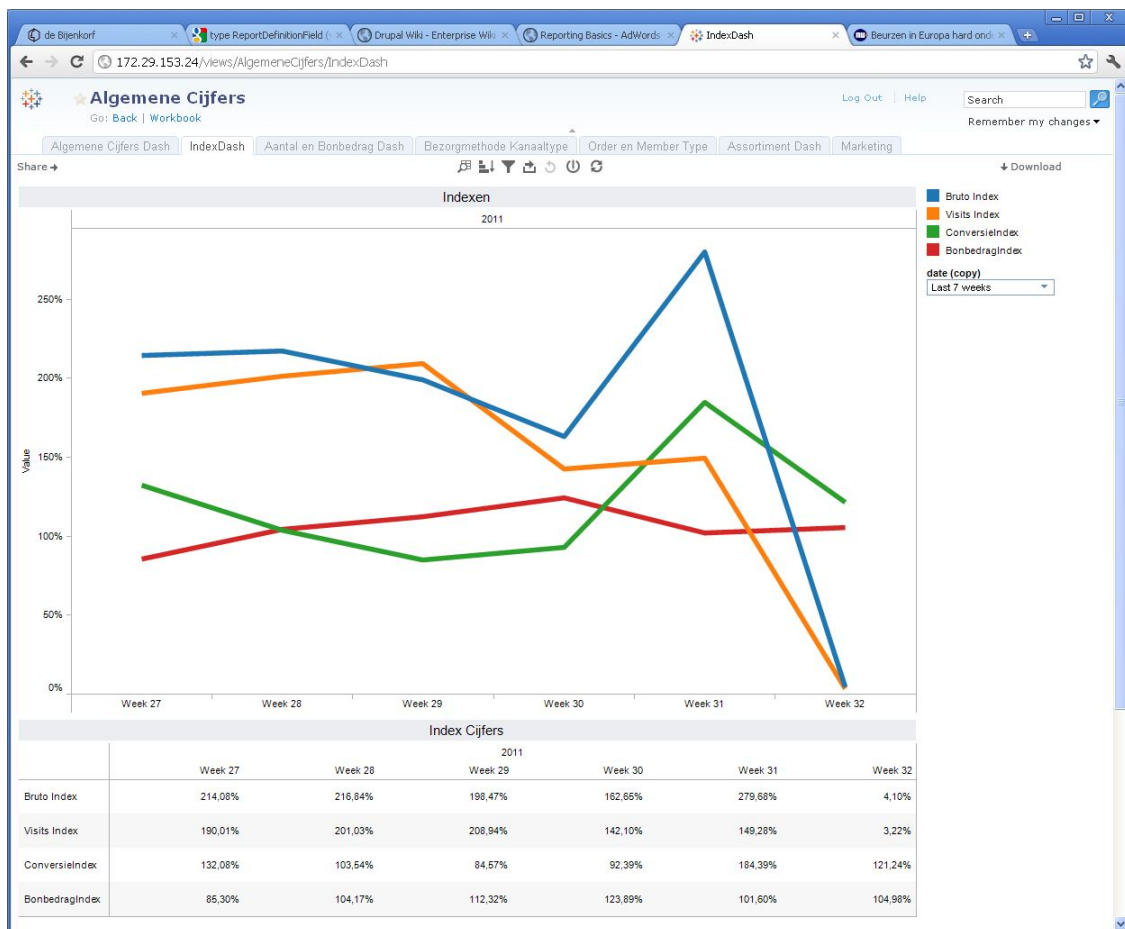 de Bijenkorf
type ReportDefinitionField (
Drupal Wiki - Enterprise Wiki
Reporting Basics - AdWords
IndexDash
Beurzen in Europa hard ond
172.29.153.24/views/AlgemeneCijfers/IndexDash
Algemene Cijfers
Log Out | Help
Search
Go: Back | Workbook
Remember my changes
Algemene Cijfers Dash
IndexDash
Aantal en Bonbedrag Dash
Bezorgmethode Kanaaltype
Order en Member Type
Assortiment Dash
Marketing
Share
Download
Indexen
2011
Bruto Index
Visits Index
ConversieIndex
BonbedragIndex
date (copy)
Last 7 weeks
Value
250%
200%
150%
100%
50%
0%
Week 27 Week 28 Week 29 Week 30 Week 31 Week 32
Index Cijfers
2011
Week 27 Week 28 Week 29 Week 30 Week 31 Week 32
Bruto Index 214,08% 216,84% 198,47% 162,65% 279,68% 4,10%
Visits Index 190,01% 201,03% 208,94% 142,10% 149,28% 3,22%
ConversieIndex 132,08% 103,54% 84,57% 92,39% 184,39% 121,24%
BonbedragIndex 85,30% 104,17% 112,32% 123,89% 101,60% 104,98%